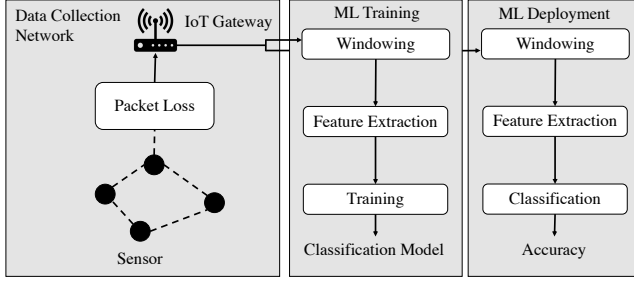 Data Collection
Network
IoT Gateway
Packet Loss
Sensor
ML Training
Windowing
Feature Extraction
Training
Classification Model
ML Deployment
Windowing
Feature Extraction
Classification
Accuracy